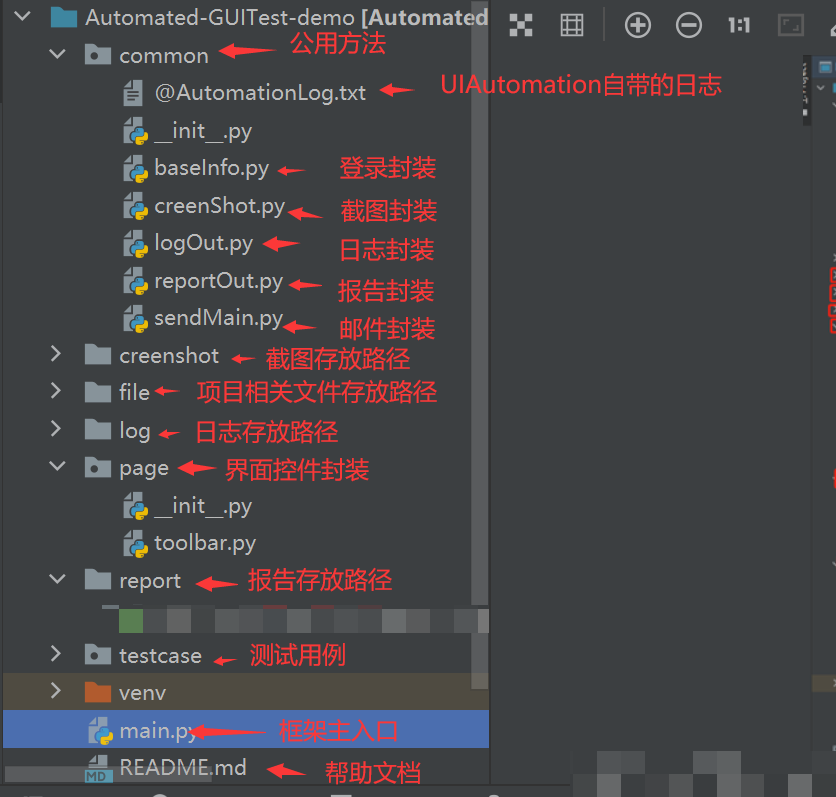 Automated-GUITest-demo [Automated
1:1
common 公用方法
@AutomationLog.txt UIAutomation自带的日志
__init__.py
baseInfo.py 登录封装
creenShot.py 截图封装
logOut.py 日志封装
reportOut.py 报告封装
sendMain.py 邮件封装
creenshot 截图存放路径
file 项目相关文件存放路径
log 日志存放路径
page 界面控件封装
__init__.py
toolbar.py
report 报告存放路径
testcase 测试用例
venv
main.py 框架主入口
MD README.md 帮助文档